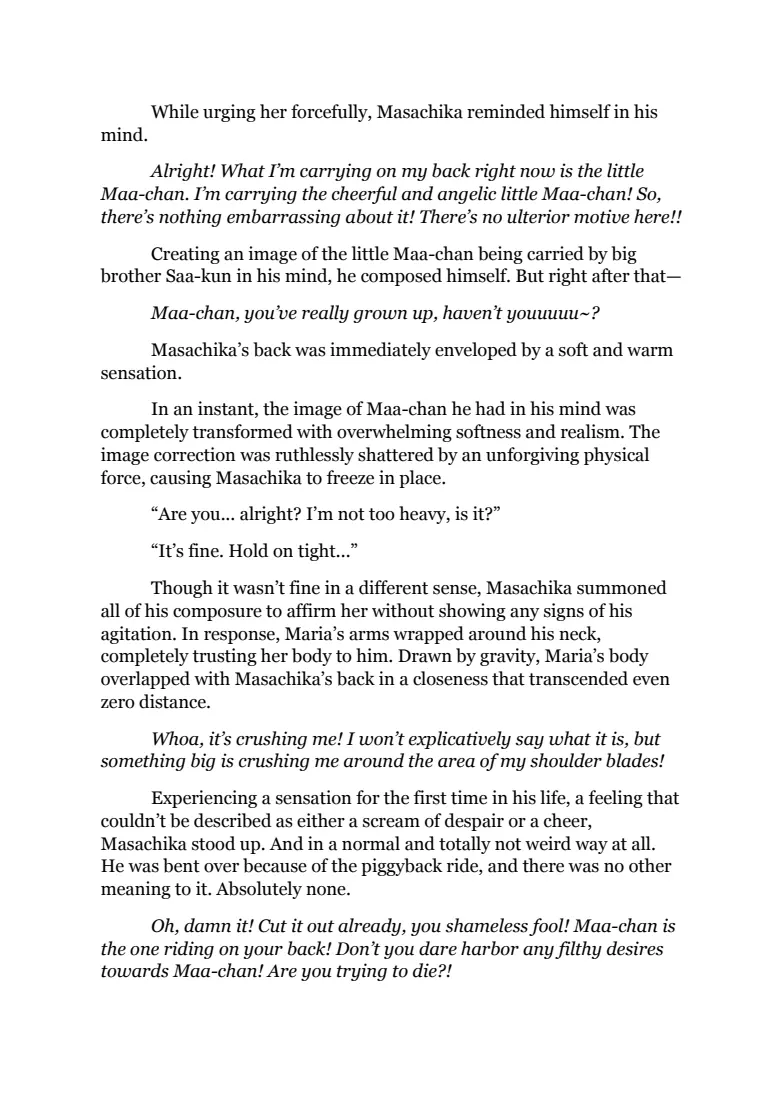 While urging her forcefully, Masachika reminded himself in his
mind.
Alright! What I’m carrying on my back right now is the little
Maa-chan. I’m carrying the cheerful and angelic little Maa-chan! So,
there’s nothing embarrassing about it! There’s no ulterior motive here!!
Creating an image of the little Maa-chan being carried by big
brother Saa-kun in his mind, he composed himself. But right after that—
Maa-chan, you’ve really grown up, haven’t youuuuu~?
Masachika’s back was immediately enveloped by a soft and warm
sensation.
In an instant, the image of Maa-chan he had in his mind was
completely transformed with overwhelming softness and realism. The
image correction was ruthlessly shattered by an unforgiving physical
force, causing Masachika to freeze in place.
“Are you... alright? I’m not too heavy, is it?”
“It’s fine. Hold on tight...”
Though it wasn’t fine in a different sense, Masachika summoned
all of his composure to affirm her without showing any signs of his
agitation. In response, Maria’s arms wrapped around his neck,
completely trusting her body to him. Drawn by gravity, Maria’s body
overlapped with Masachika’s back in a closeness that transcended even
zero distance.
Whoa, it’s crushing me! I won’t explicatively say what it is, but
something big is crushing me around the area of my shoulder blades!
Experiencing a sensation for the first time in his life, a feeling that
couldn’t be described as either a scream of despair or a cheer,
Masachika stood up. And in a normal and totally not weird way at all.
He was bent over because of the piggyback ride, and there was no other
meaning to it. Absolutely none.
Oh, damn it! Cut it out already, you shameless fool! Maa-chan is
the one riding on your back! Don’t you dare harbor any filthy desires
towards Maa-chan! Are you trying to die?!